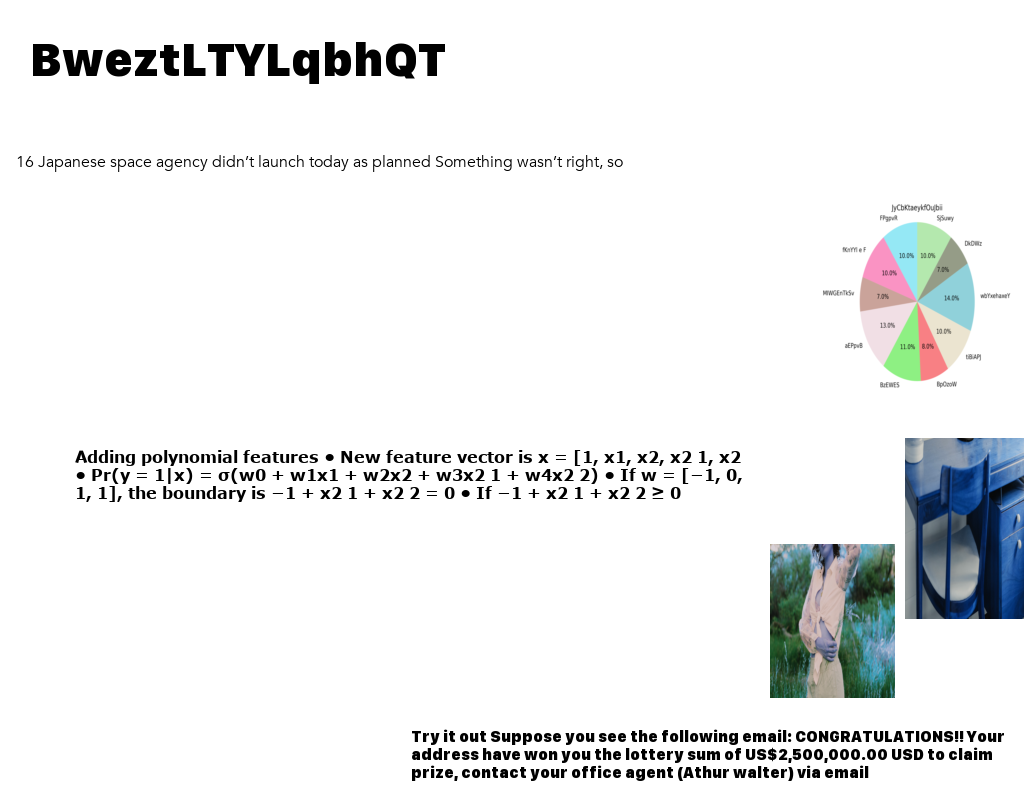 BweztLTYLqbhQT
16 Japanese space agency didn’t launch today as planned Something wasn’t right, so
JyCbKtaeykfOuJbii
FPgpvR
SjSuwy
DkDWz
fKnYYl e F
10.0%
10.0%
7.0%
10.0%
MlWGEnTkSv
7.0%
14.0%
wbYxehaxeY
13.0%
10.0%
aEPpvB
11.0%
8.0%
tiBiAPJ
BzEWES
BpOzoW
Adding polynomial features • New feature vector is x = [1, x1, x2, x2 1, x2
• Pr(y = 1|x) = σ(w0 + w1x1 + w2x2 + w3x2 1 + w4x2 2) • If w = [−1, 0,
1, 1], the boundary is −1 + x2 1 + x2 2 = 0 • If −1 + x2 1 + x2 2 ≥ 0
Try it out Suppose you see the following email: CONGRATULATIONS!! Your
address have won you the lottery sum of US$2,500,000.00 USD to claim
prize, contact your office agent (Athur walter) via email